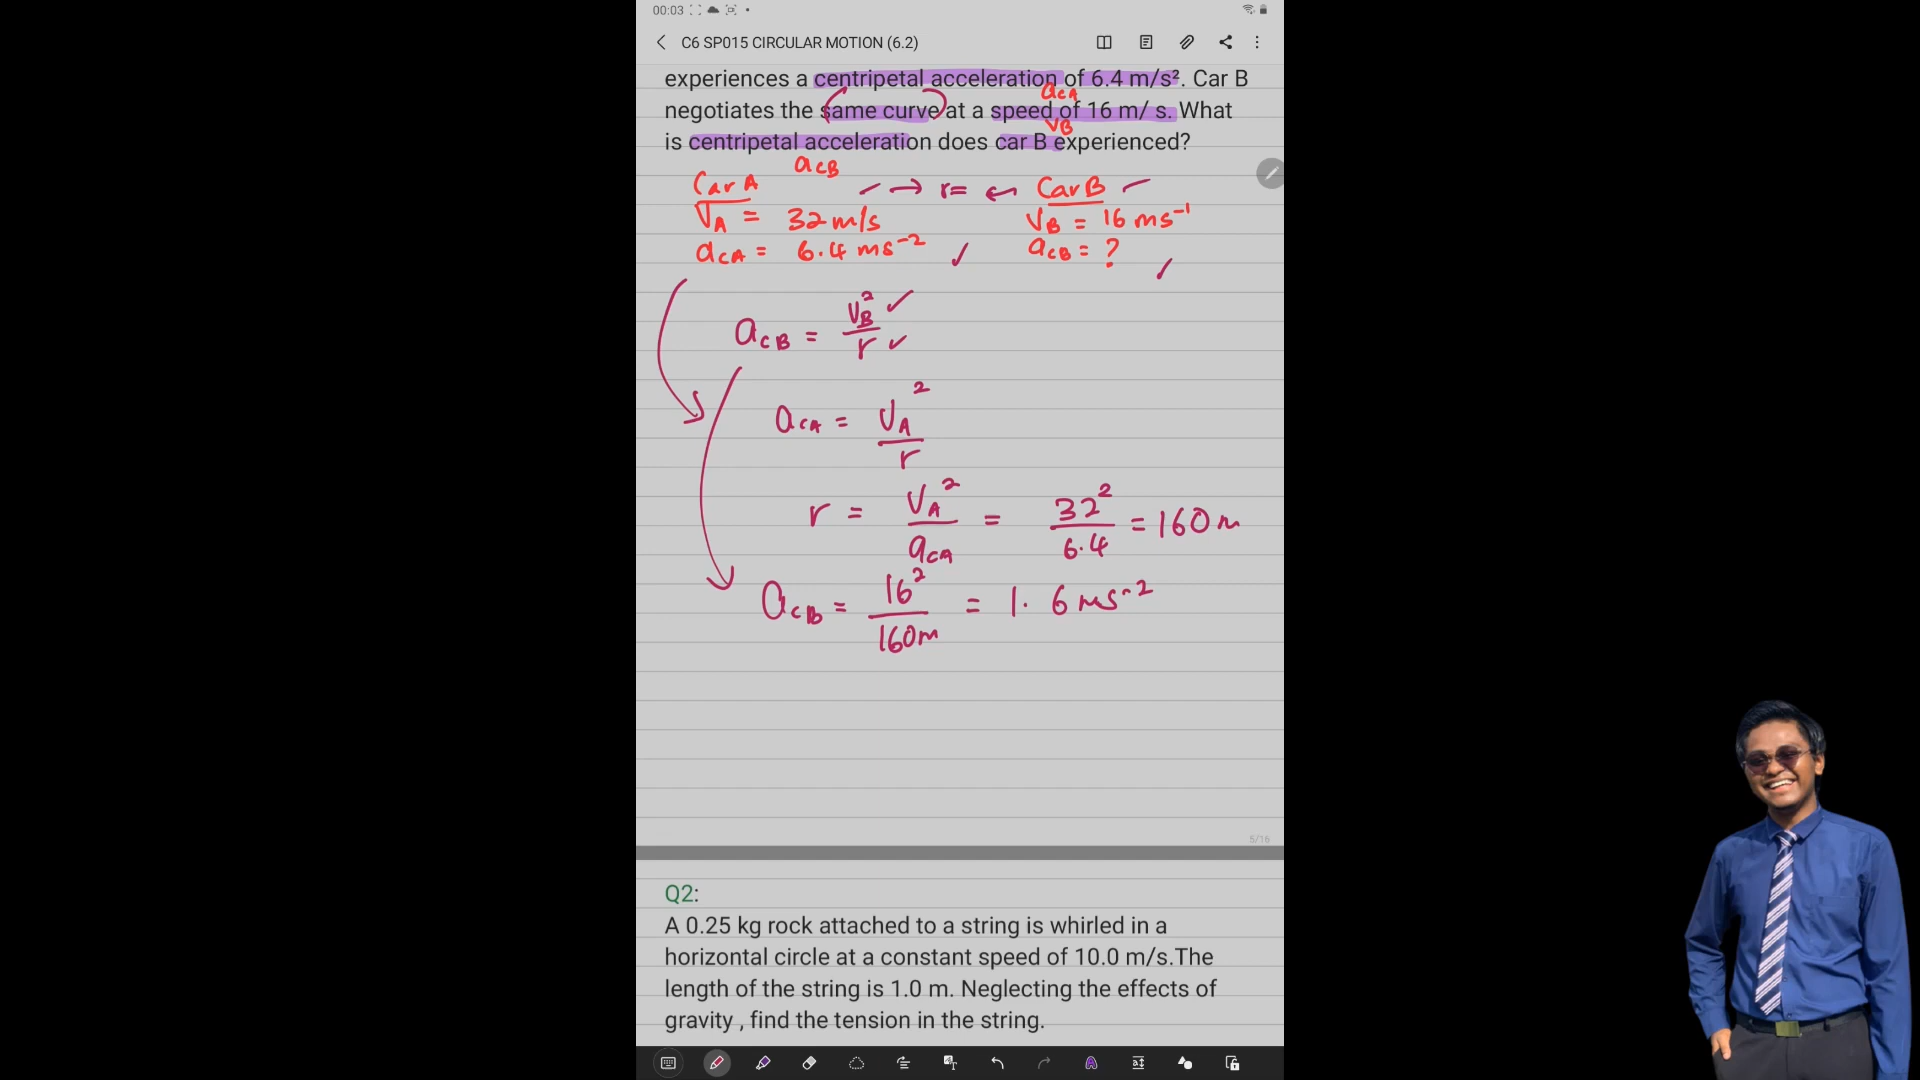 00:03
C6 SP015 CIRCULAR MOTION (6.2)
experiences a centripetal acceleration of 6.4 m/s². Car B
aCA
negotiates the same curve at a speed of 16 m/ s. What
VB
is centripetal acceleration does car B experienced?
aCB
Car A → r= ← Car B
VA = 32 m/s VB = 16 ms⁻¹
aCA = 6.4 ms⁻² ✓ aCB = ? ✓
aCB = VB² ✓ / r ✓
aCA = VA² / r
r = VA² / aCA = 32² / 6.4 = 160 m
aCB = 16² / 160m = 1.6 ms⁻²
5/16
Q2:
A 0.25 kg rock attached to a string is whirled in a
horizontal circle at a constant speed of 10.0 m/s.The
length of the string is 1.0 m. Neglecting the effects of
gravity , find the tension in the string.